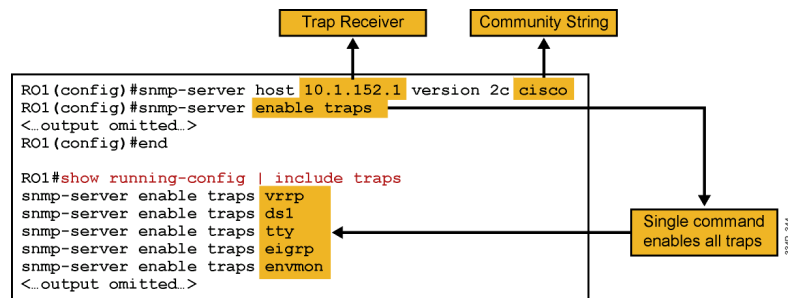 Trap Receiver
Community String
RO1(config)#snmp-server host 10.1.152.1 version 2c cisco
RO1(config)#snmp-server enable traps
<…output omitted…>
RO1(config)#end
RO1#show running-config | include traps
snmp-server enable traps vrrp
snmp-server enable traps ds1
snmp-server enable traps tty
snmp-server enable traps eigrp
snmp-server enable traps envmon
<…output omitted…>
Single command
enables all traps